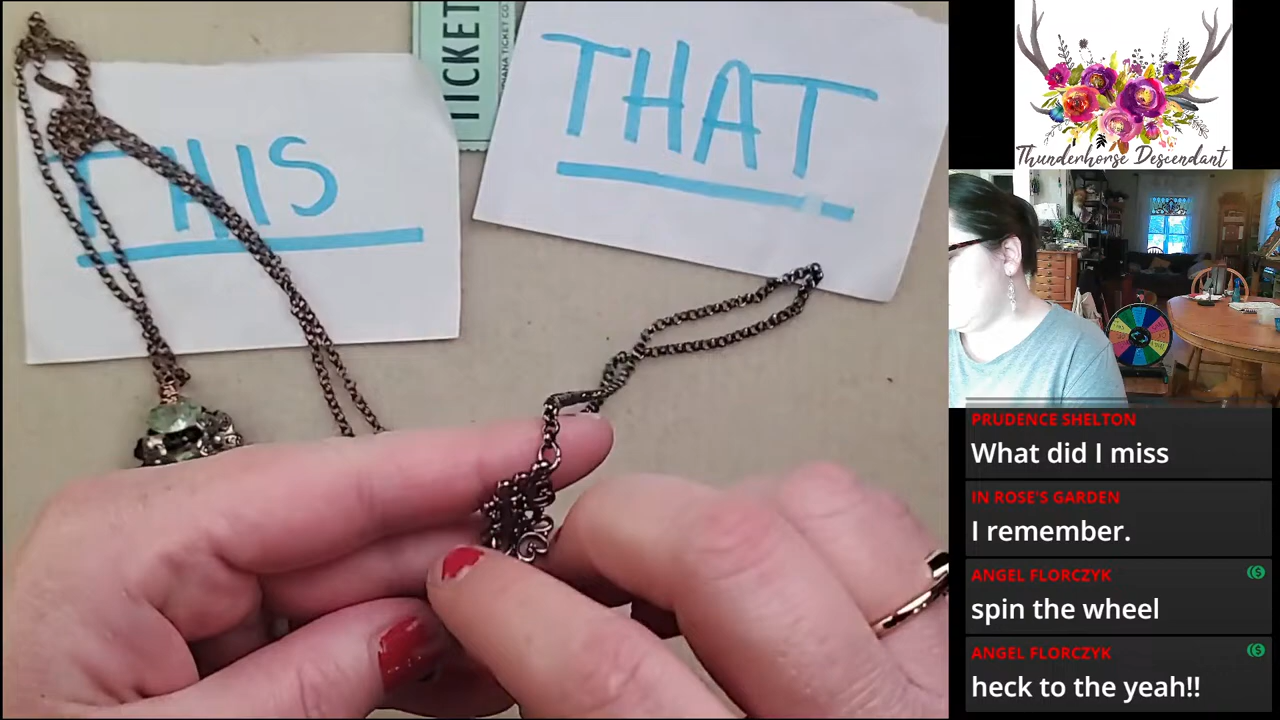 THIS
TICKET
THAT
Thunderhorse Descendant
PRUDENCE SHELTON
What did I miss
IN ROSE'S GARDEN
I remember.
ANGEL FLORCZYK
spin the wheel
ANGEL FLORCZYK
heck to the yeah!!